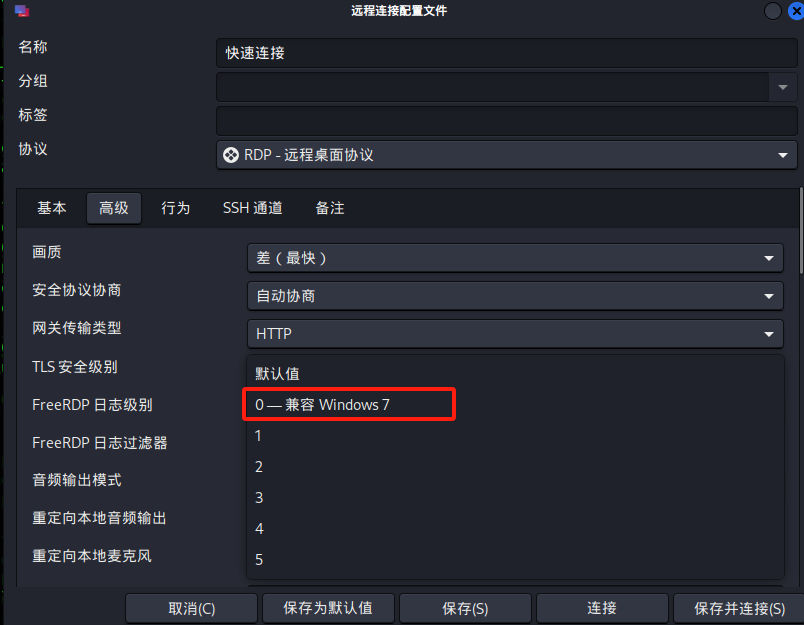 远程连接配置文件
名称
快速连接
分组
标签
协议
RDP - 远程桌面协议
基本 高级 行为 SSH 通道 备注
画质
差（最快）
安全协议协商
自动协商
网关传输类型
HTTP
TLS 安全级别
默认值
FreeRDP 日志级别
0 — 兼容 Windows 7
1
FreeRDP 日志过滤器
2
音频输出模式
3
重定向本地音频输出
4
重定向本地麦克风
5
取消(C) 保存为默认值 保存(S) 连接 保存并连接(S)